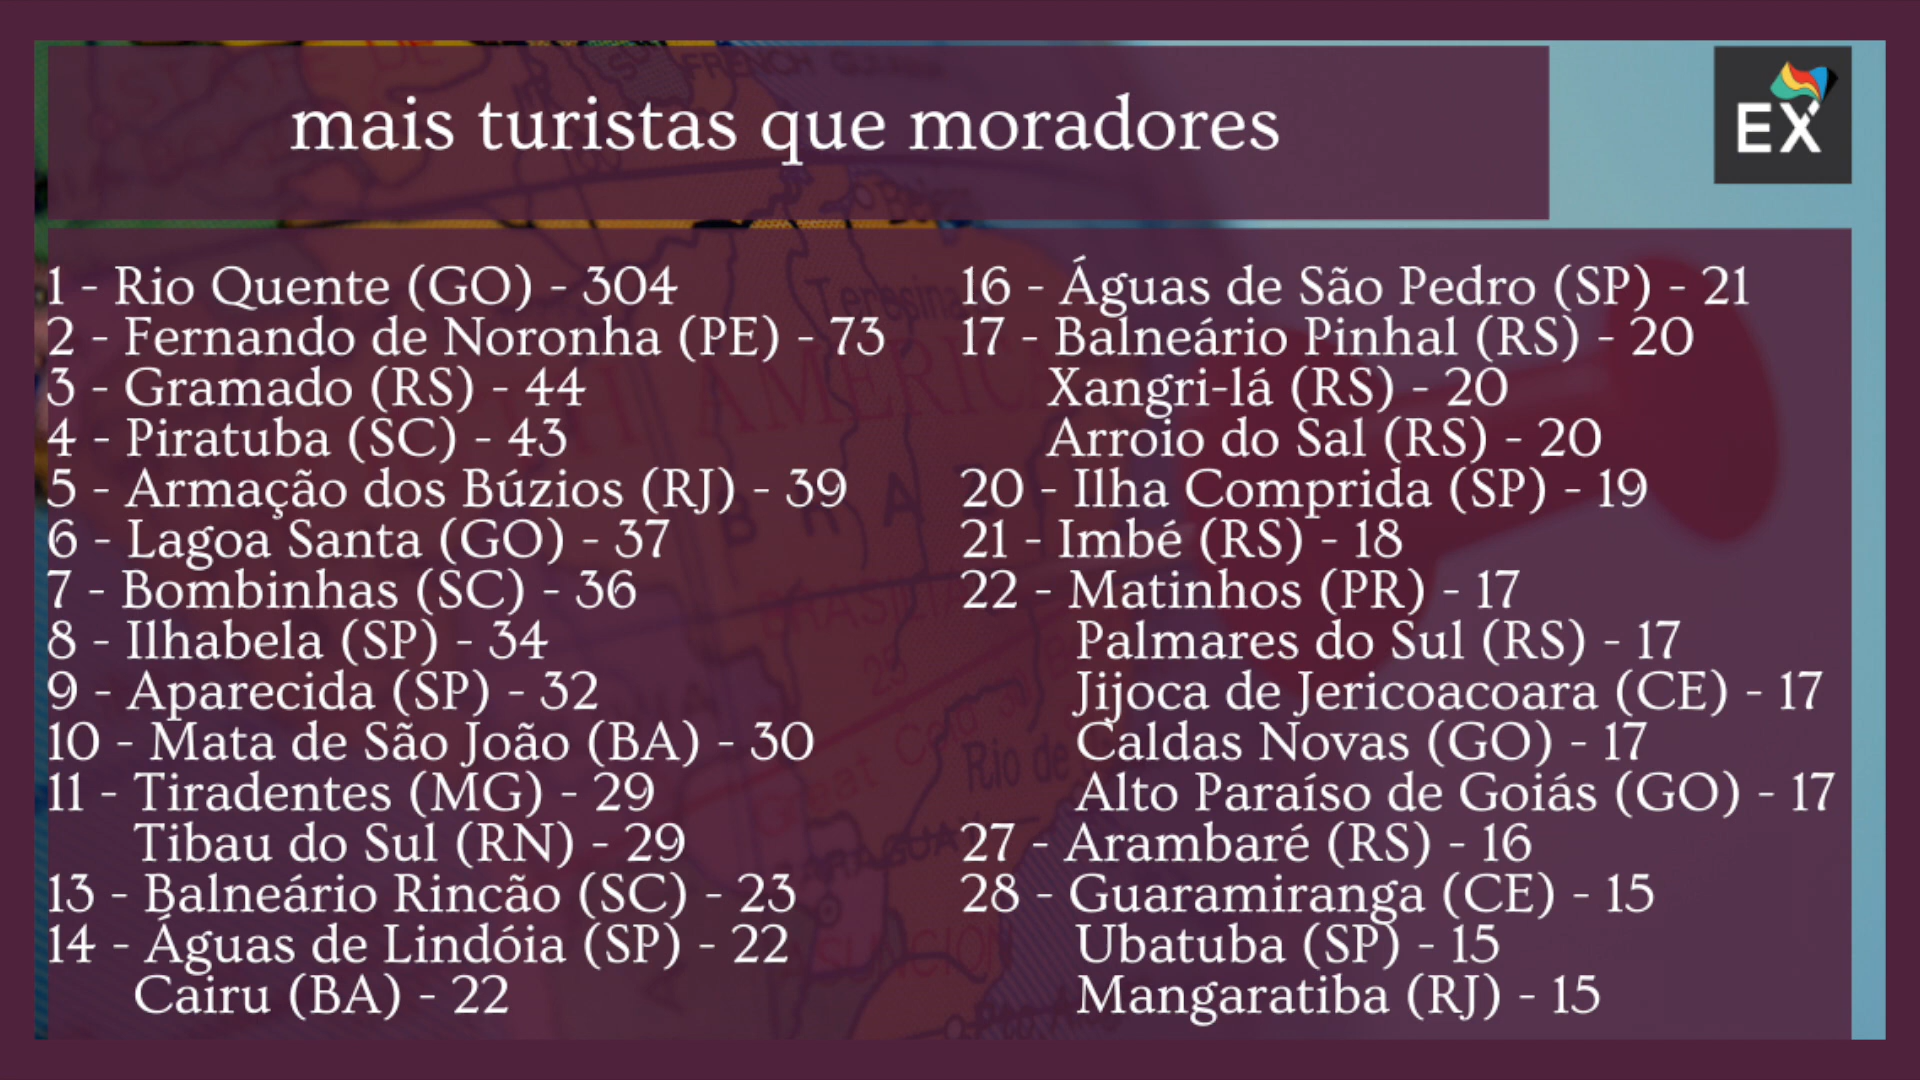 mais turistas que moradores
EX
1 - Rio Quente (GO) - 304
2 - Fernando de Noronha (PE) - 73
3 - Gramado (RS) - 44
4 - Piratuba (SC) - 43
5 - Armação dos Búzios (RJ) - 39
6 - Lagoa Santa (GO) - 37
7 - Bombinhas (SC) - 36
8 - Ilhabela (SP) - 34
9 - Aparecida (SP) - 32
10 - Mata de São João (BA) - 30
11 - Tiradentes (MG) - 29
Tibau do Sul (RN) - 29
13 - Balneário Rincão (SC) - 23
14 - Águas de Lindóia (SP) - 22
Cairu (BA) - 22
16 - Águas de São Pedro (SP) - 21
17 - Balneário Pinhal (RS) - 20
Xangri-lá (RS) - 20
Arroio do Sal (RS) - 20
20 - Ilha Comprida (SP) - 19
21 - Imbé (RS) - 18
22 - Matinhos (PR) - 17
Palmares do Sul (RS) - 17
Jijoca de Jericoacoara (CE) - 17
Caldas Novas (GO) - 17
Alto Paraíso de Goiás (GO) - 17
27 - Arambaré (RS) - 16
28 - Guaramiranga (CE) - 15
Ubatuba (SP) - 15
Mangaratiba (RJ) - 15
FRENCH
Teresina
AMERICA
BRA
Rio de